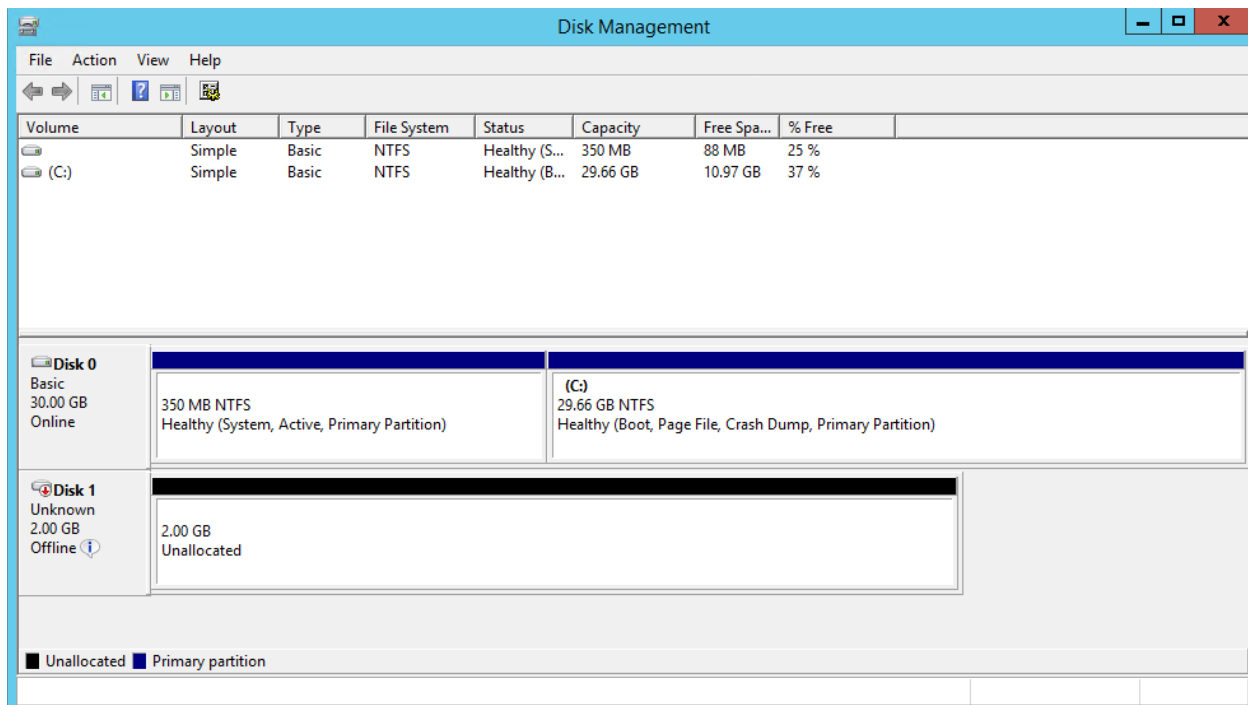 Disk Management
File Action View Help
Volume Layout Type File System Status Capacity Free Spa... % Free
Simple Basic NTFS Healthy (S... 350 MB 88 MB 25 %
(C:) Simple Basic NTFS Healthy (B... 29.66 GB 10.97 GB 37 %
Disk 0
Basic
30.00 GB
Online
350 MB NTFS
Healthy (System, Active, Primary Partition)
(C:)
29.66 GB NTFS
Healthy (Boot, Page File, Crash Dump, Primary Partition)
Disk 1
Unknown
2.00 GB
Offline
2.00 GB
Unallocated
Unallocated Primary partition